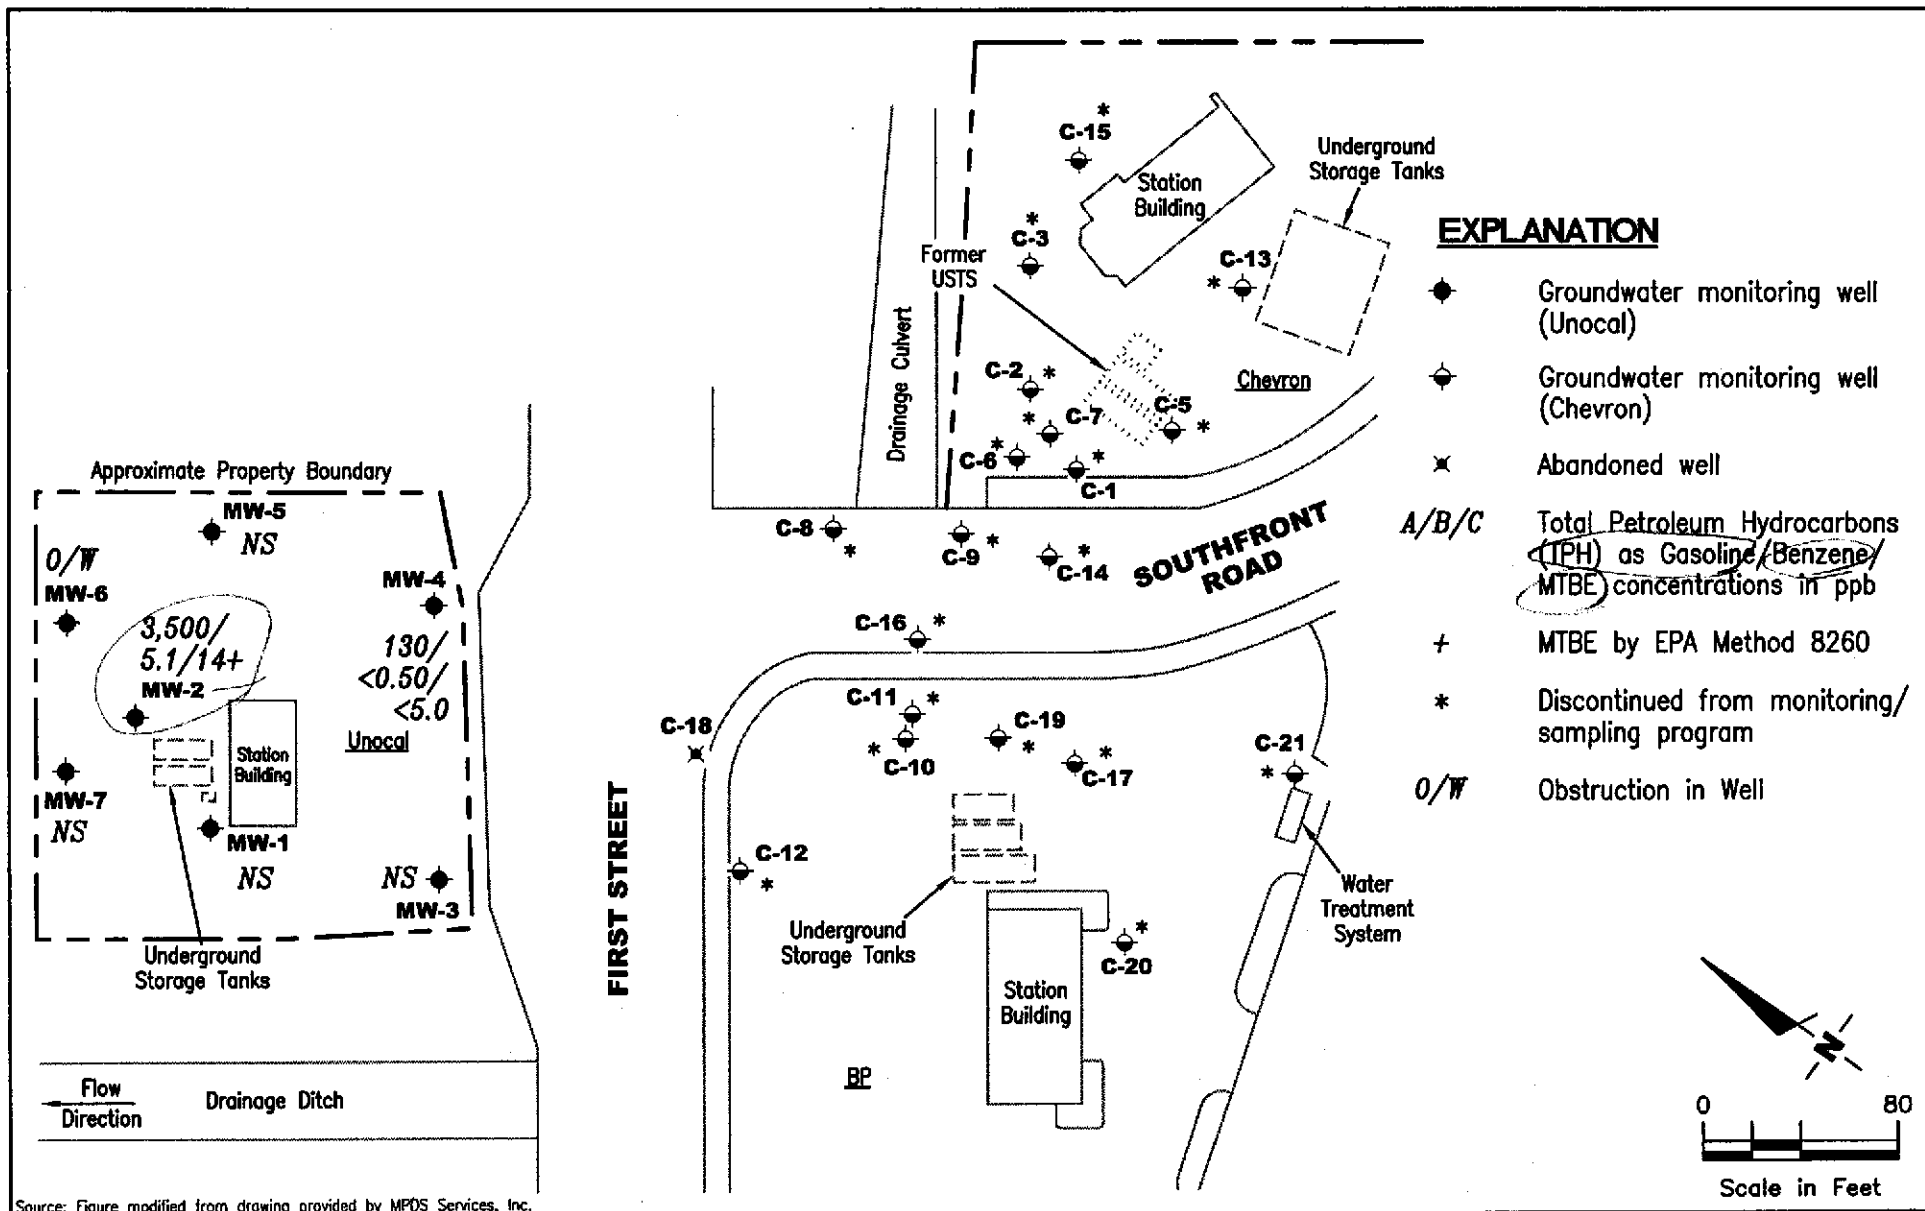 *
C-15
Underground
Storage Tanks
Station
Building
*
C-3
Former
USTS
C-13
*
EXPLANATION
Groundwater monitoring well
(Unocal)
Groundwater monitoring well
(Chevron)
Abandoned well
A/B/C
Total Petroleum Hydrocarbons
(TPH) as Gasoline/Benzene/
MTBE) concentrations in ppb
+
MTBE by EPA Method 8260
*
Discontinued from monitoring/
sampling program
O/W
Obstruction in Well
Drainage Culvert
C-2 *
Chevron
* C-7
C-5 *
*
C-6
*
C-1
Approximate Property Boundary
MW-5
NS
C-8
*
C-9 *
*
C-14
SOUTHFRONT
ROAD
O/W
MW-6
MW-4
3,500/
5.1/14+
MW-2
130/
<0.50/
<5.0
Unocal
Station
Building
C-16 *
C-11 *
C-18
* C-10
C-19
*
*
C-17
C-21
*
MW-7
NS
MW-1
NS
NS
MW-3
C-12
*
FIRST STREET
Underground
Storage Tanks
Underground
Storage Tanks
*
C-20
Water
Treatment
System
Station
Building
BP
Flow
Direction
Drainage Ditch
N
0 80
Scale in Feet
Source: Figure modified from drawing provided by MPDS Services, Inc.